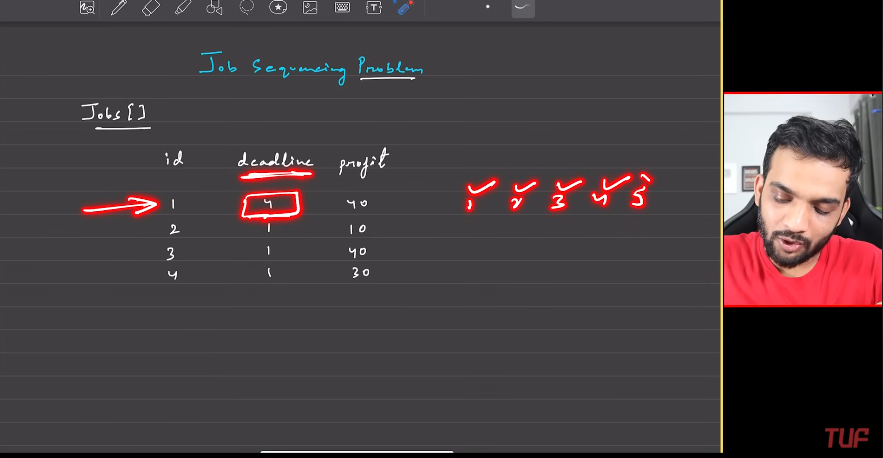 Job Sequencing Problem
Jobs[]
id deadline profit
1 4 40 1 2 3 4 5
2 1 10
3 1 40
4 1 30
TUF